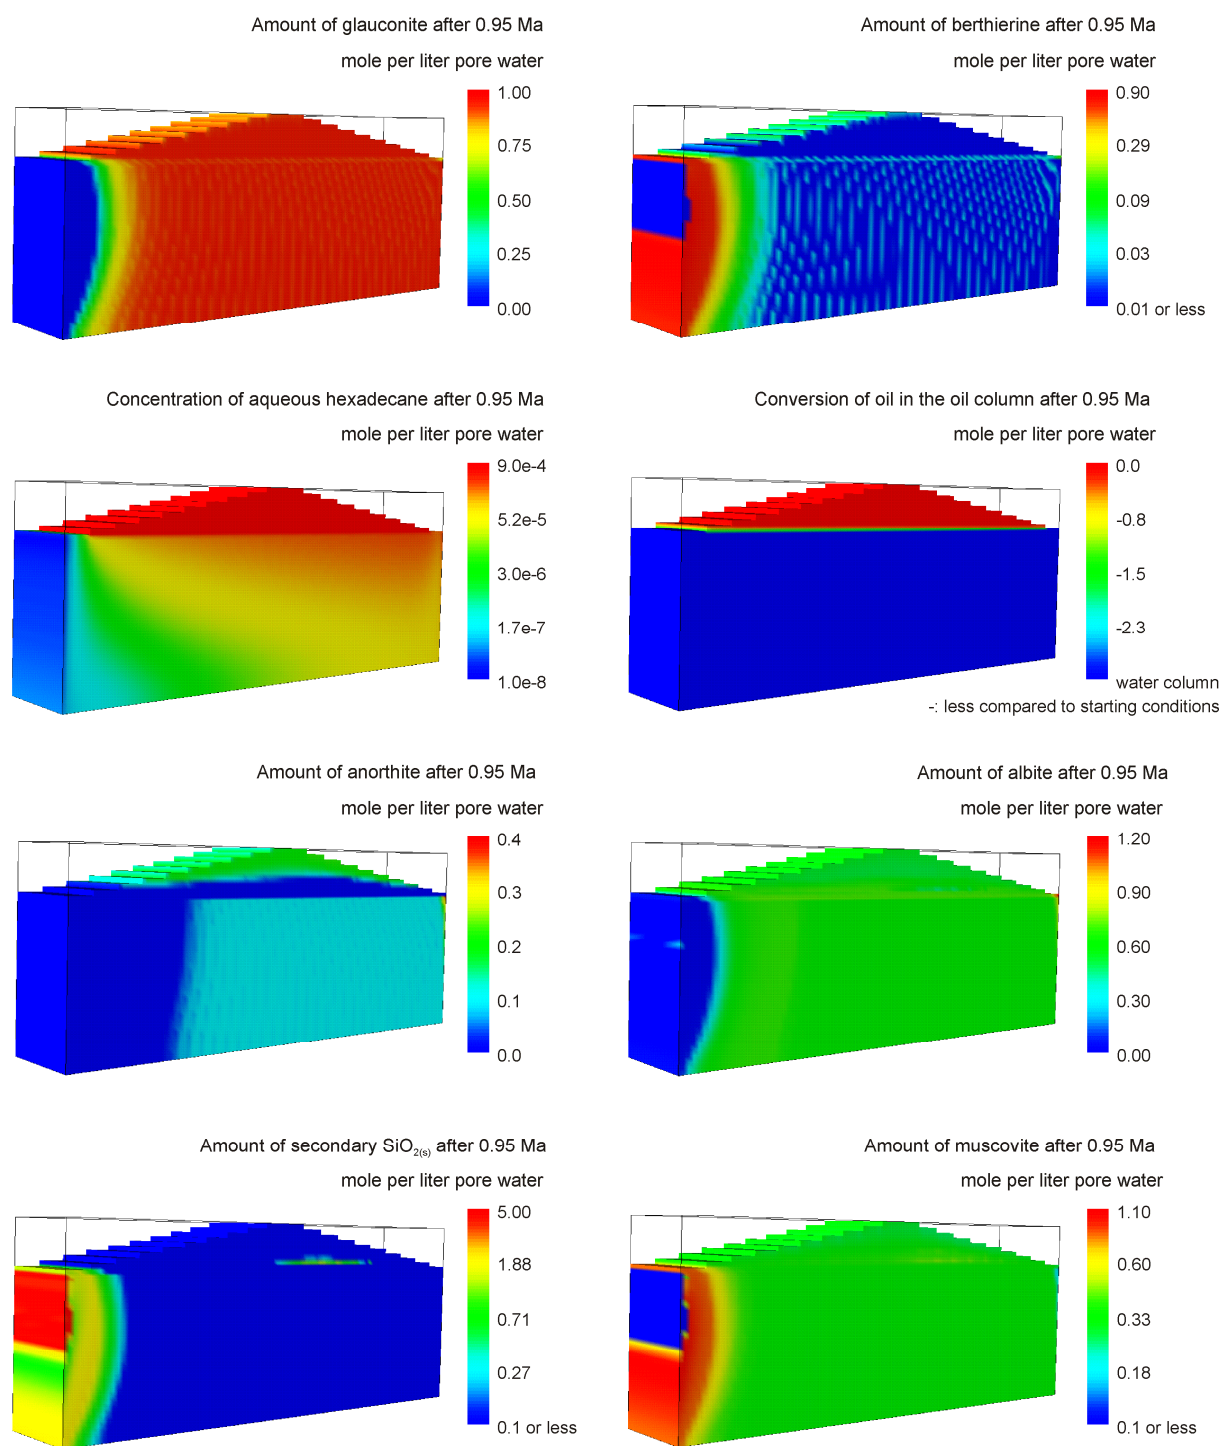 Amount of glauconite after 0.95 Ma
mole per liter pore water
1.00
0.75
0.50
0.25
0.00
Amount of berthierine after 0.95 Ma
mole per liter pore water
0.90
0.29
0.09
0.03
0.01 or less
Concentration of aqueous hexadecane after 0.95 Ma
mole per liter pore water
9.0e-4
5.2e-5
3.0e-6
1.7e-7
1.0e-8
Conversion of oil in the oil column after 0.95 Ma
mole per liter pore water
0.0
-0.8
-1.5
-2.3
water column
-: less compared to starting conditions
Amount of anorthite after 0.95 Ma
mole per liter pore water
0.4
0.3
0.2
0.1
0.0
Amount of albite after 0.95 Ma
mole per liter pore water
1.20
0.90
0.60
0.30
0.00
Amount of secondary SiO2(s) after 0.95 Ma
mole per liter pore water
5.00
1.88
0.71
0.27
0.1 or less
Amount of muscovite after 0.95 Ma
mole per liter pore water
1.10
0.60
0.33
0.18
0.1 or less